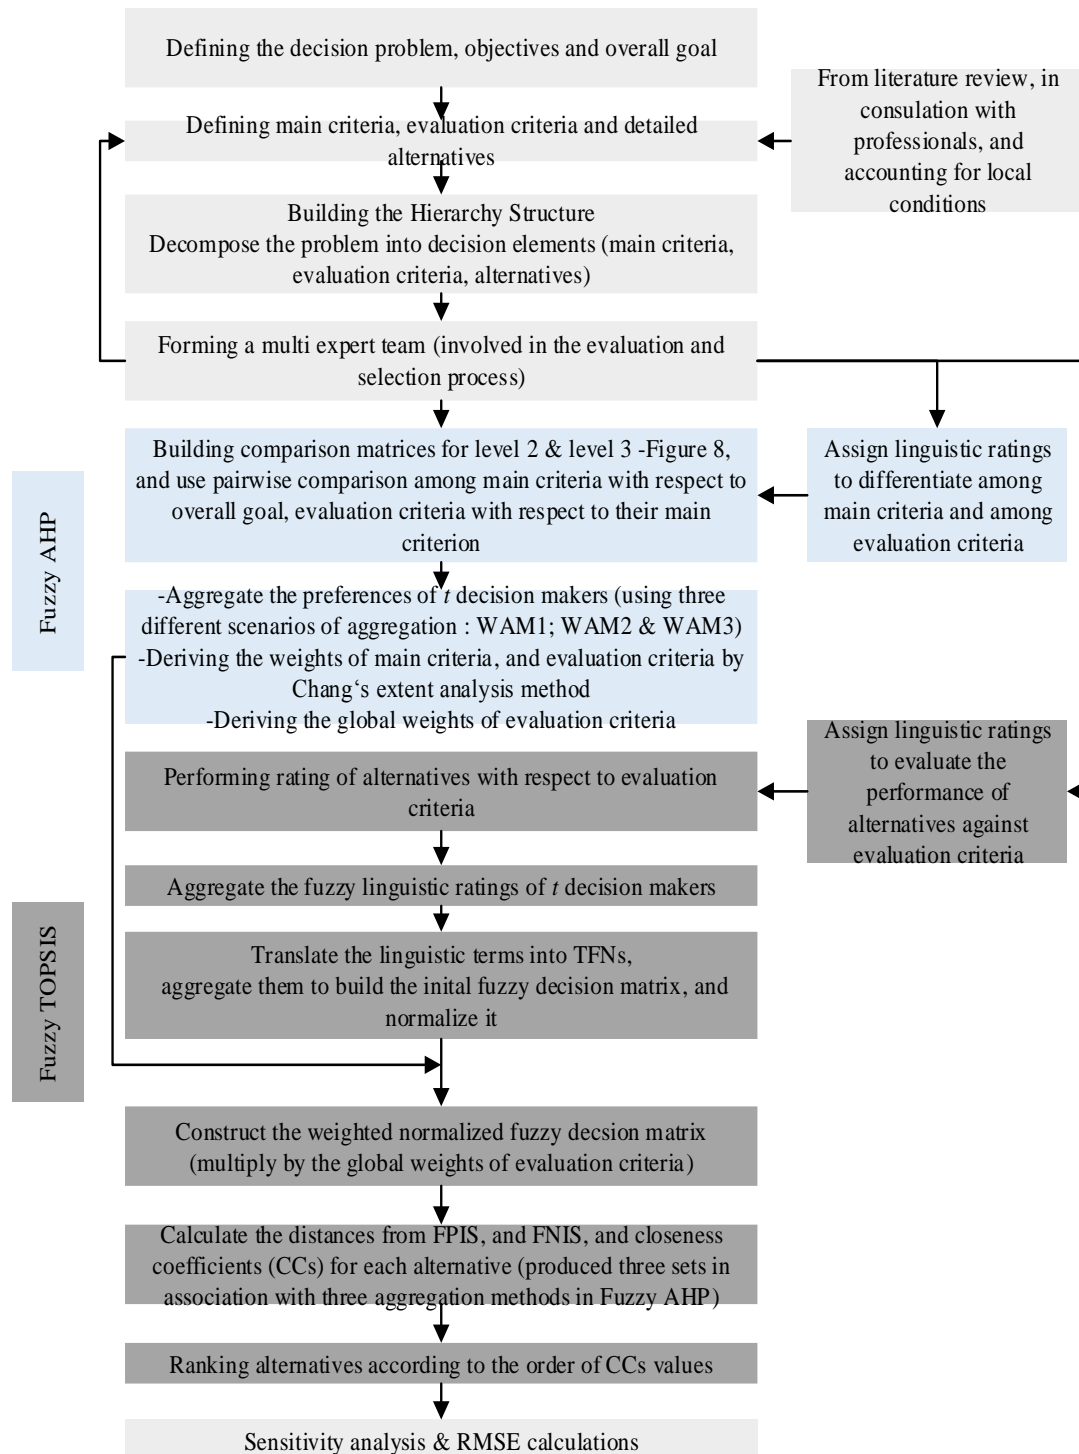 Defining the decision problem, objectives and overall goal
From literature review, in
consulation with
professionals, and
accounting for local
conditions
Defining main criteria, evaluation criteria and detailed
alternatives
Building the Hierarchy Structure
Decompose the problem into decision elements (main criteria,
evaluation criteria, alternatives)
Forming a multi expert team (involved in the evaluation and
selection process)
Fuzzy AHP
Building comparison matrices for level 2 & level 3 -Figure 8,
and use pairwise comparison among main criteria with respect to
overall goal, evaluation criteria with respect to their main
criterion
Assign linguistic ratings
to differentiate among
main criteria and among
evaluation criteria
-Aggregate the preferences of t decision makers (using three
different scenarios of aggregation : WAM1; WAM2 & WAM3)
-Deriving the weights of main criteria, and evaluation criteria by
Chang‘s extent analysis method
-Deriving the global weights of evaluation criteria
Assign linguistic ratings
to evaluate the
performance of
alternatives against
evaluation criteria
Performing rating of alternatives with respect to evaluation
criteria
Fuzzy TOPSIS
Aggregate the fuzzy linguistic ratings of t decision makers
Translate the linguistic terms into TFNs,
aggregate them to build the inital fuzzy decision matrix, and
normalize it
Construct the weighted normalized fuzzy decsion matrix
(multiply by the global weights of evaluation criteria)
Calculate the distances from FPIS, and FNIS, and closeness
coefficients (CCs) for each alternative (produced three sets in
association with three aggregation methods in Fuzzy AHP)
Ranking alternatives according to the order of CCs values
Sensitivity analysis & RMSE calculations